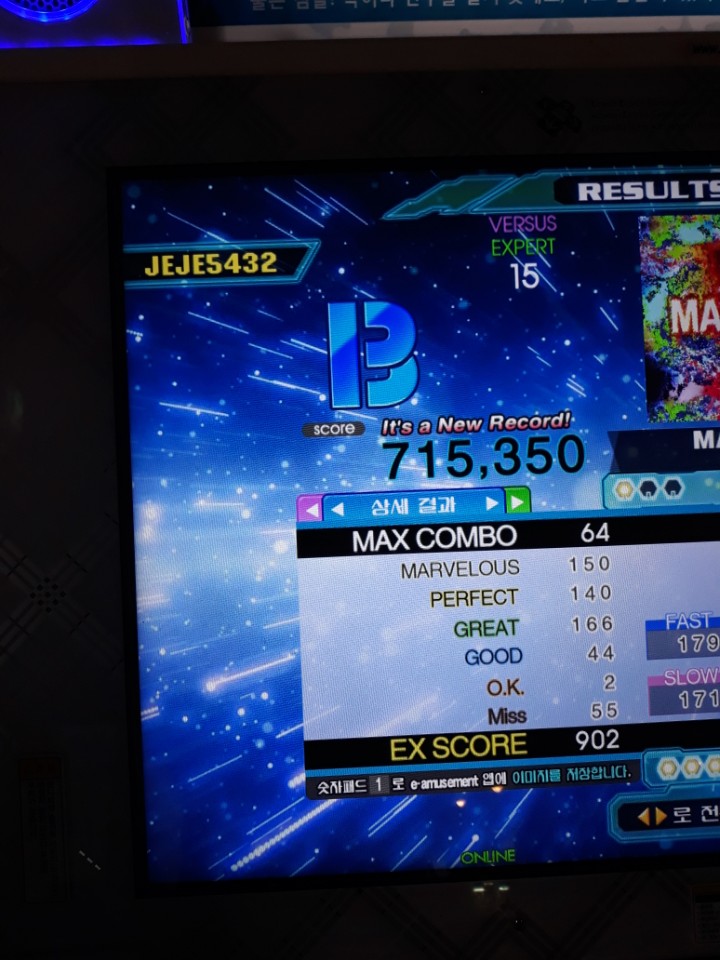 RESULTS
VERSUS
EXPERT
15
JEJE5432
B
MA
score It's a New Record!
715,350
MA
상세 결과
MAX COMBO 64
MARVELOUS 150
PERFECT 140
GREAT 166
GOOD 44
O.K. 2
Miss 55
FAST
179
SLOW
171
EX SCORE 902
숫자패드 1 로 e-amusement 앱에 이미지를 저장합니다.
로 전
ONLINE